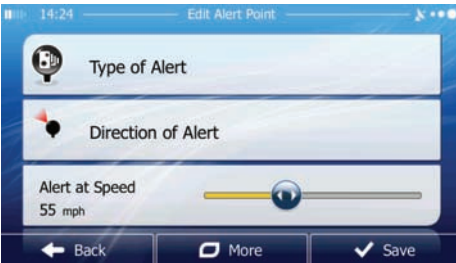 14:24 Edit Alert Point
Type of Alert
Direction of Alert
Alert at Speed
55 mph
Back More Save